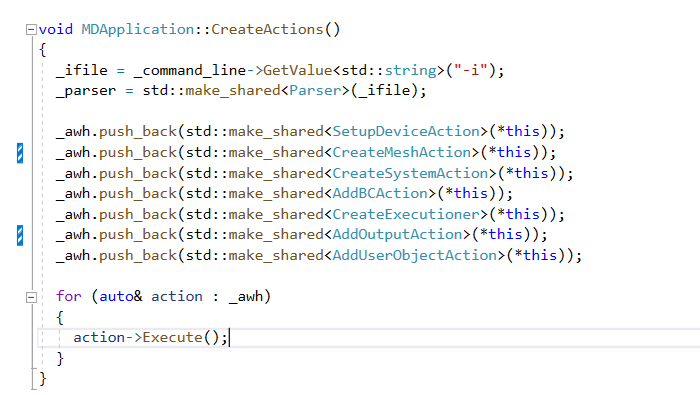 void MDApplication::CreateActions()
{
_ifile = _command_line->GetValue<std::string>("-i");
_parser = std::make_shared<Parser>(_ifile);
_awh.push_back(std::make_shared<SetupDeviceAction>(*this));
_awh.push_back(std::make_shared<CreateMeshAction>(*this));
_awh.push_back(std::make_shared<CreateSystemAction>(*this));
_awh.push_back(std::make_shared<AddBCAction>(*this));
_awh.push_back(std::make_shared<CreateExecutioner>(*this));
_awh.push_back(std::make_shared<AddOutputAction>(*this));
_awh.push_back(std::make_shared<AddUserObjectAction>(*this));
for (auto& action : _awh)
{
action->Execute();
}
}